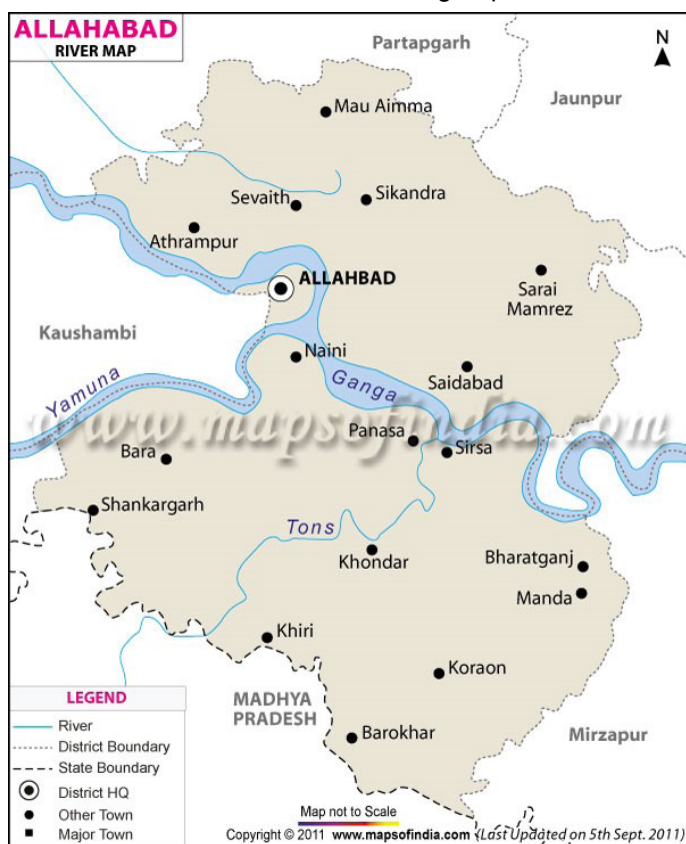 ALLAHABAD
RIVER MAP
Partapgarh
N
Jaunpur
Mau Aimma
Sevaith
Sikandra
Athrampur
ALLAHBAD
Sarai
Mamrez
Kaushambi
Naini
Yamuna
Ganga
Saidabad
www.mapsofindia.com
Panasa
Sirsa
Bara
Shankargarh
Tons
Khondar
Bharatganj
Manda
Khiri
Koraon
MADHYA
PRADESH
Barokhar
Mirzapur
LEGEND
River
District Boundary
State Boundary
District HQ
Other Town
Major Town
Map not to Scale
Copyright © 2011 www.mapsofindia.com (Last Updated on 5th Sept. 2011)